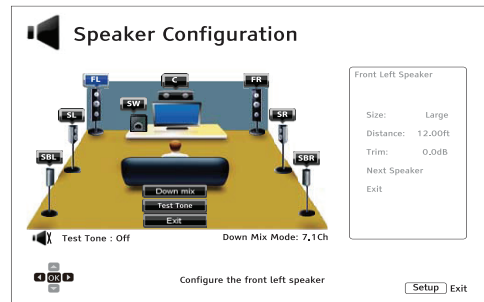 Speaker Configuration
FL
C
FR
SW
SL
SR
SBL
SBR
Down mix
Test Tone
Exit
Test Tone : Off
Down Mix Mode: 7.1Ch
Front Left Speaker
Size: Large
Distance: 12.00ft
Trim: 0.0dB
Next Speaker
Exit
OK
Configure the front left speaker
Setup Exit